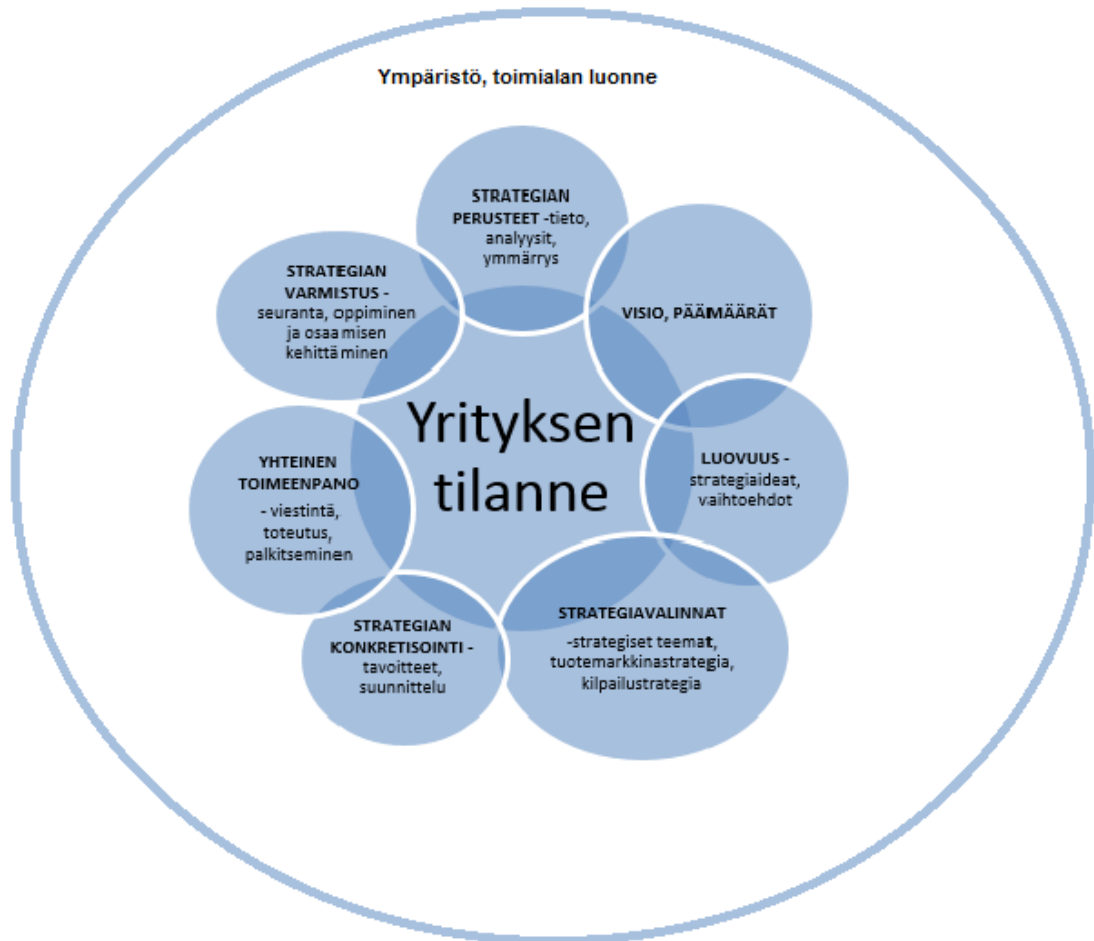 Ympäristö, toimialan luonne
STRATEGIAN
PERUSTEET -tieto,
analyysit,
ymmärrys
VISIO, PÄÄMÄÄRÄT
LUOVUUS -
strategiaideat,
vaihtoehdot
STRATEGIAVALINNAT
-strategiset teemat,
tuotemarkkinastrategia,
kilpailustrategia
STRATEGIAN
KONKRETISOINTI -
tavoitteet,
suunnittelu
YHTEINEN
TOIMEENPANO
- viestintä,
toteutus,
palkitseminen
STRATEGIAN
VARMISTUS -
seuranta, oppiminen
ja osaamisen
kehittäminen
Yrityksen
tilanne